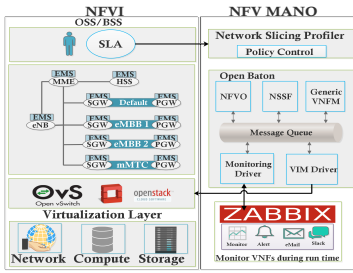 NFVI
OSS/BSS
SLA
EMS
MME
EMS
HSS
EMS
eNB
EMS
SGW
Default
EMS
PGW
EMS
SGW
eMBB 1
EMS
PGW
EMS
SGW
eMBB 2
EMS
PGW
EMS
SGW
mMTC
EMS
PGW
OvS
Open vSwitch
openstack
CLOUD SOFTWARE
Virtualization Layer
Network
Compute
Storage
NFV MANO
Network Slicing Profiler
Policy Control
Open Baton
NFVO
NSSF
Generic
VNFM
Message Queue
Monitoring
Driver
VIM Driver
ZABBIX
Monitor
Alert
eMail
Slack
Monitor VNFs during run time